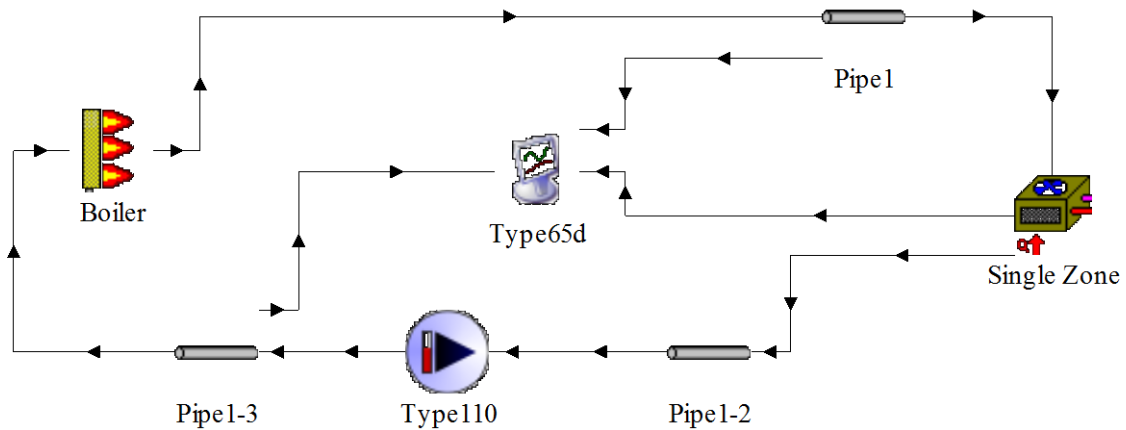 Pipe1
Boiler
Type65d
Single Zone
Pipe1-3
Type110
Pipe1-2